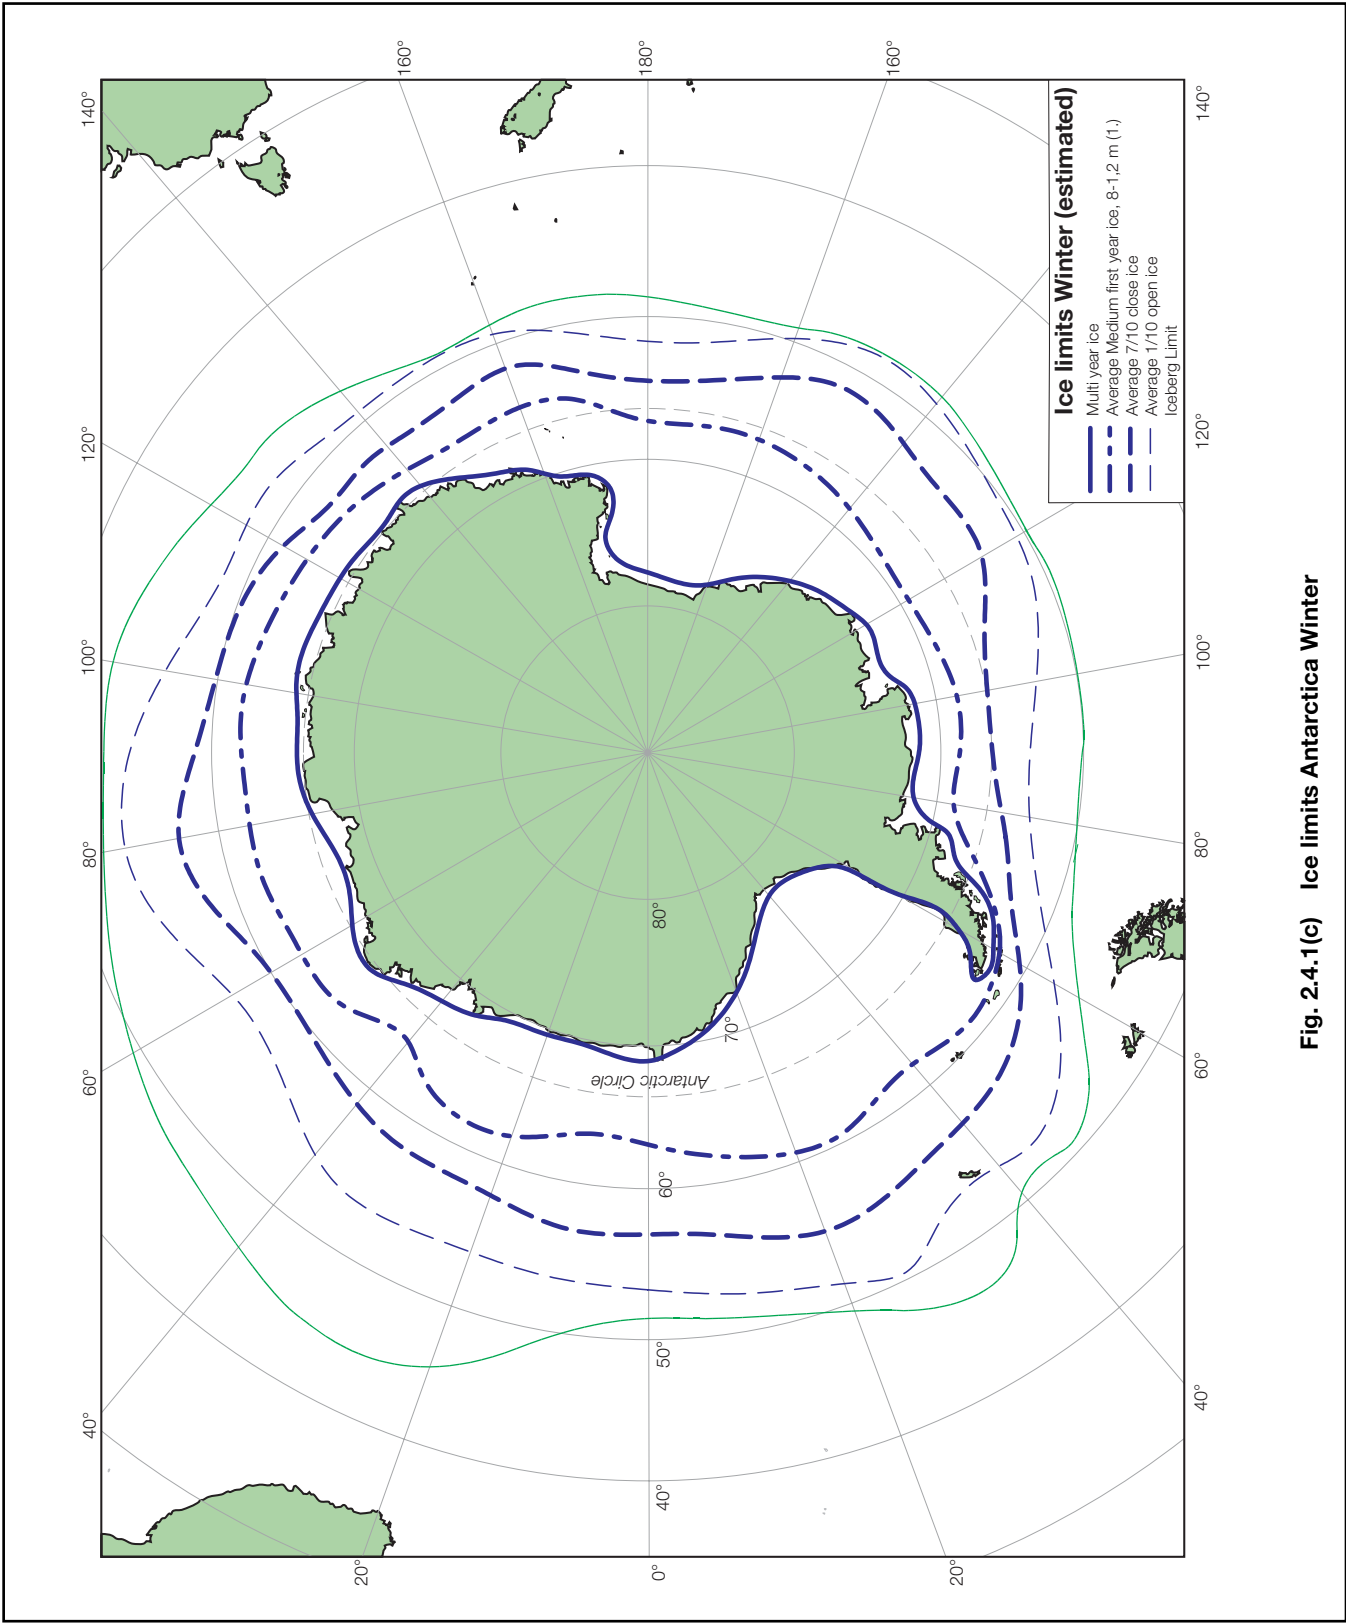 160°
180°
160°
140°
140°
120°
120°
100°
100°
80°
80°
60°
60°
40°
40°
20°
0°
20°
80°
70°
60°
50°
40°
Antarctic Circle
Ice limits Winter (estimated)
Multi year ice
Average Medium first year ice, 8-1,2 m (1.)
Average 7/10 close ice
Average 1/10 open ice
Iceberg Limit
Fig. 2.4.1(c) Ice limits Antarctica Winter